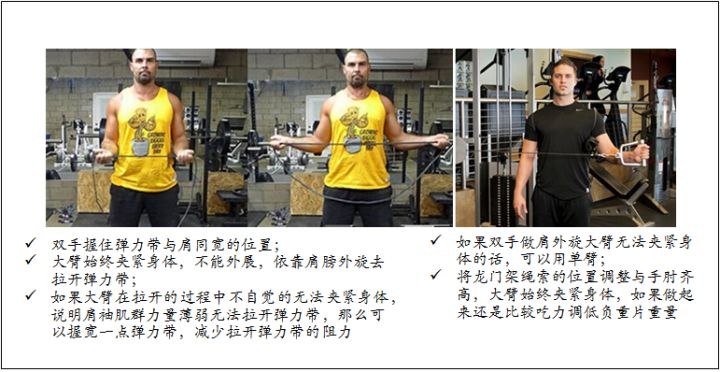 ✓ 双手握住弹力带与肩同宽的位置；
✓ 大臂始终夹紧身体，不能外展，依靠肩膀外旋去
拉开弹力带；
✓ 如果大臂在拉开的过程中不自觉的无法夹紧身体，
说明肩袖肌群力量薄弱无法拉开弹力带，那么可
以握宽一点弹力带，减少拉开弹力带的阻力
✓ 如果双手做肩外旋大臂无法夹紧身
体的话，可以用单臂；
✓ 将龙门架绳索的位置调整与手肘齐
高，大臂始终夹紧身体，如果做起
来还是比较吃力调低负重片重量